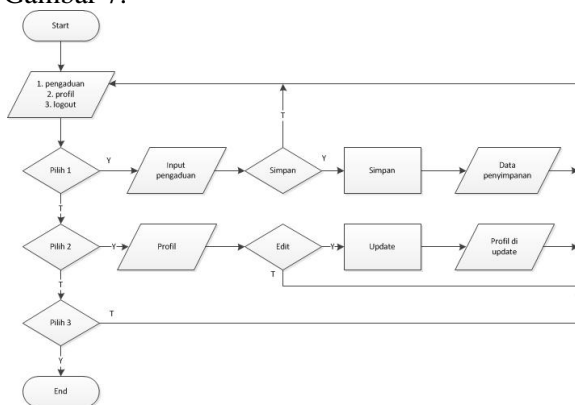 Gambar 7.
Start
1. pengaduan
2. profil
3. logout
T
Pilih 1
Y
Input
pengaduan
Simpan
Y
Simpan
Data
penyimpanan
T
Pilih 2
Y
Profil
Edit
Y
Update
Profil di
update
T
T
Pilih 3
T
Y
End